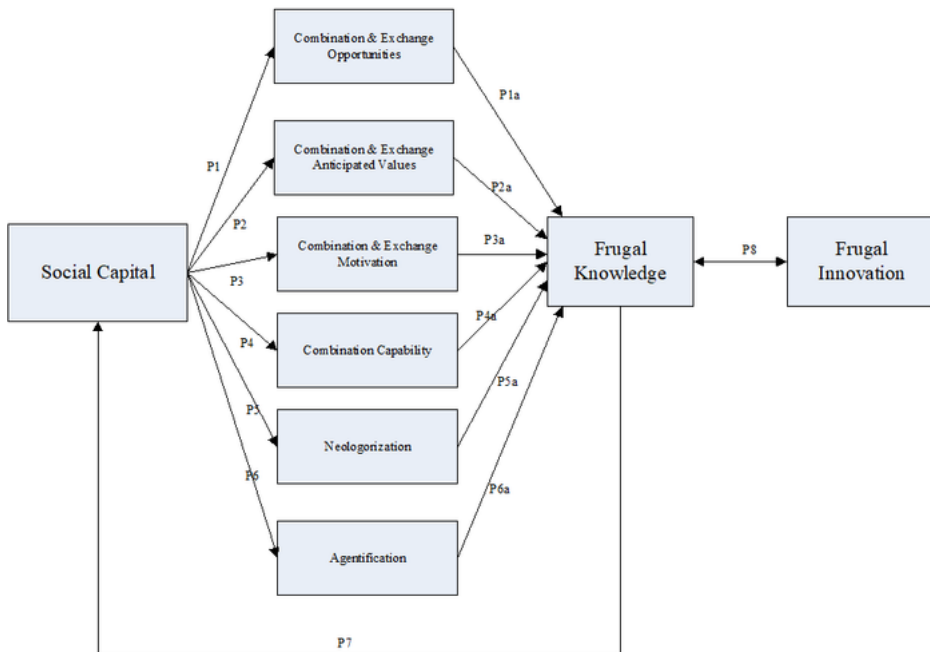 Combination & Exchange
Opportunities
P1a
Combination & Exchange
Anticipated Values
P1
P2a
P2
Combination & Exchange
Motivation
P3a
Social Capital
P3
Frugal
Knowledge
P8
Frugal
Innovation
P4
Combination Capability
P4a
P5
Neologorization
P5a
P6
Agentification
P6a
P7